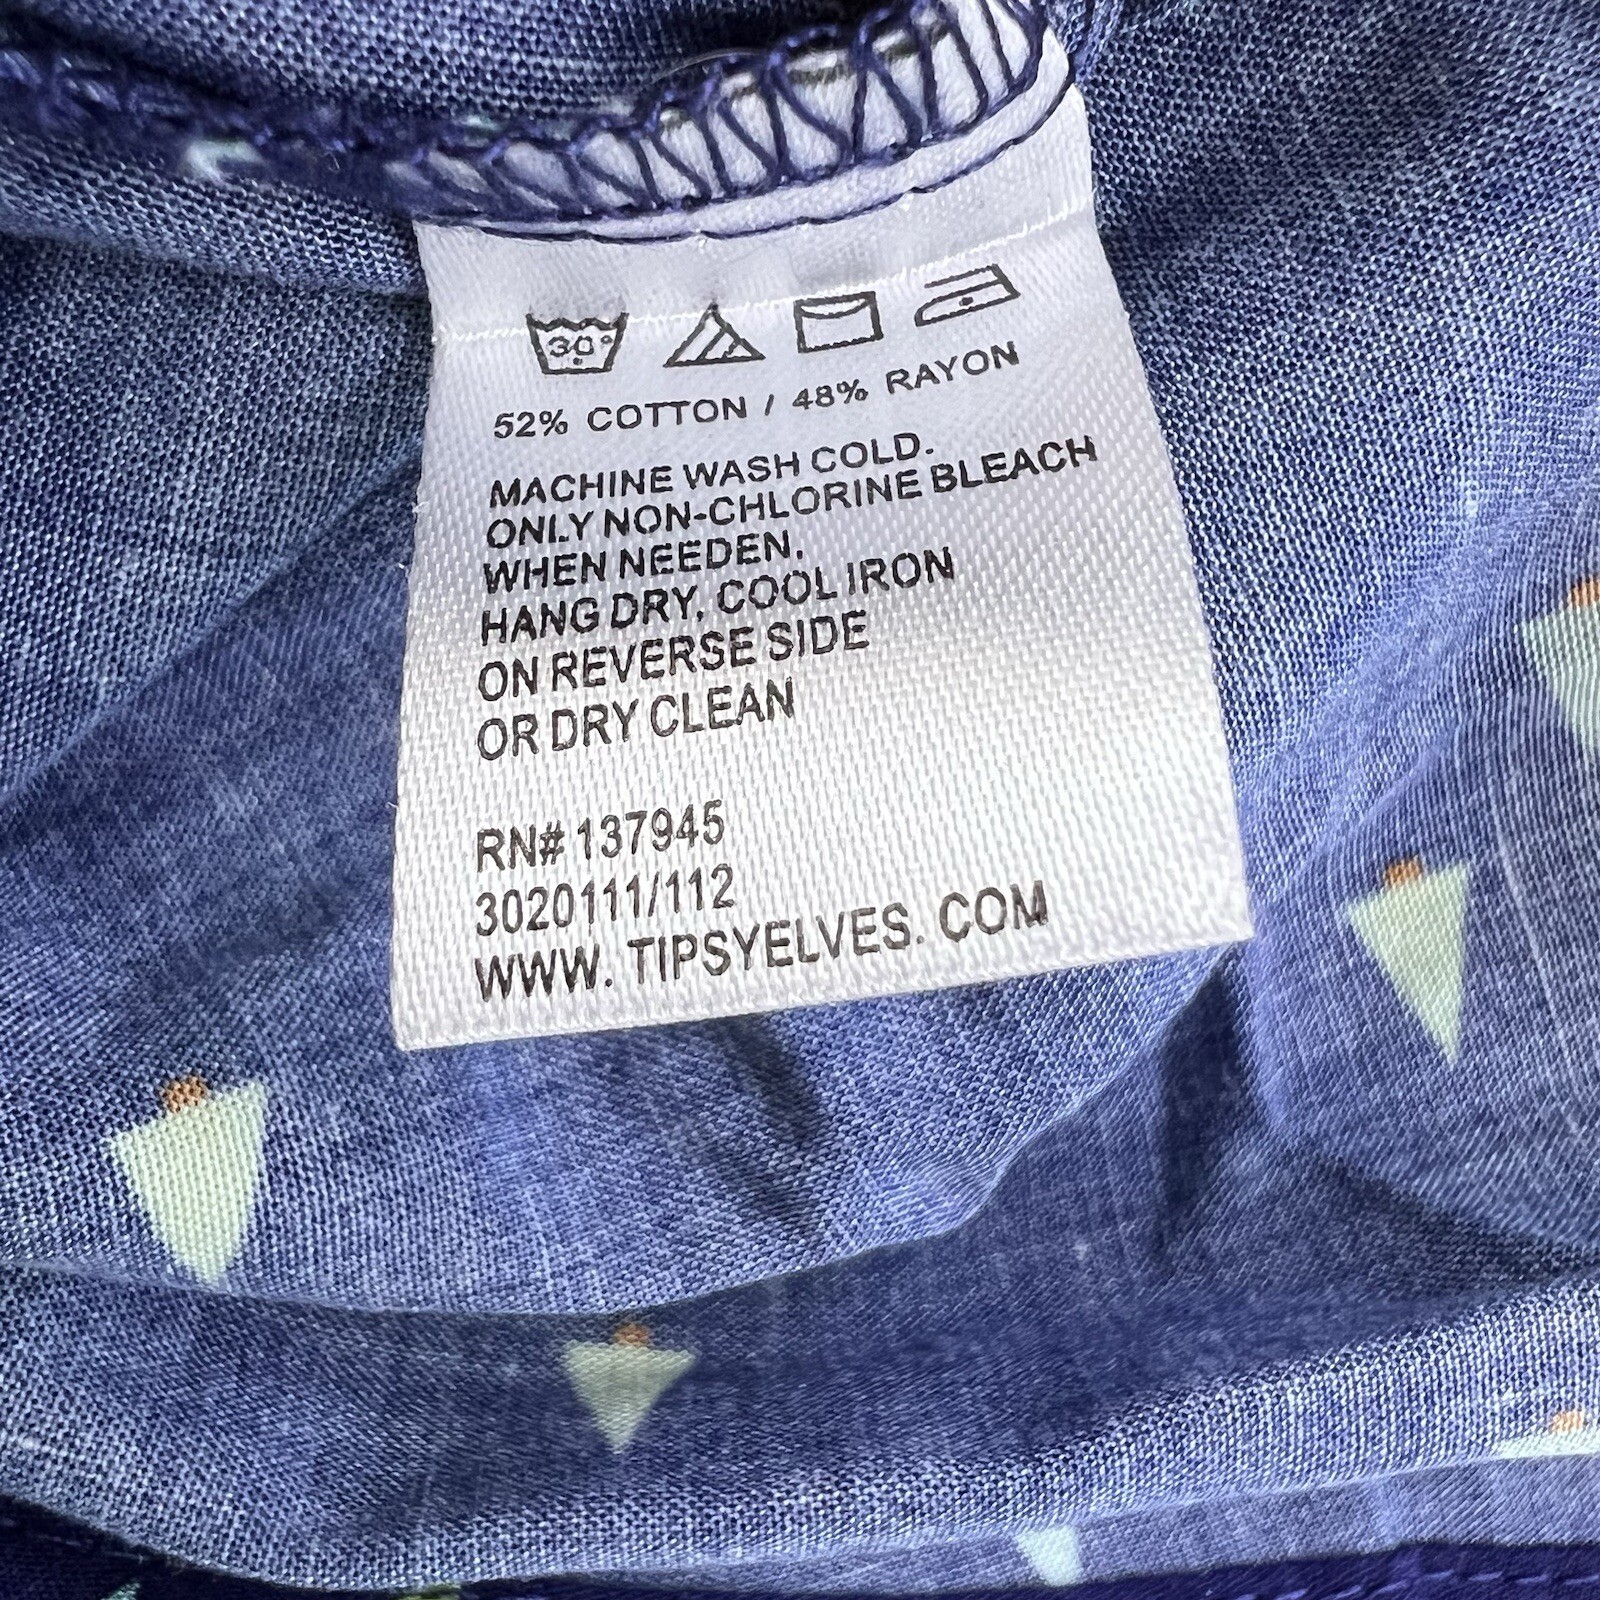 30°
52% COTTON / 48% RAYON
MACHINE WASH COLD.
ONLY NON-CHLORINE BLEACH
WHEN NEEDEN.
HANG DRY, COOL IRON
ON REVERSE SIDE
OR DRY CLEAN
RN# 137945
3020111/112
WWW. TIPSYELVES. COM